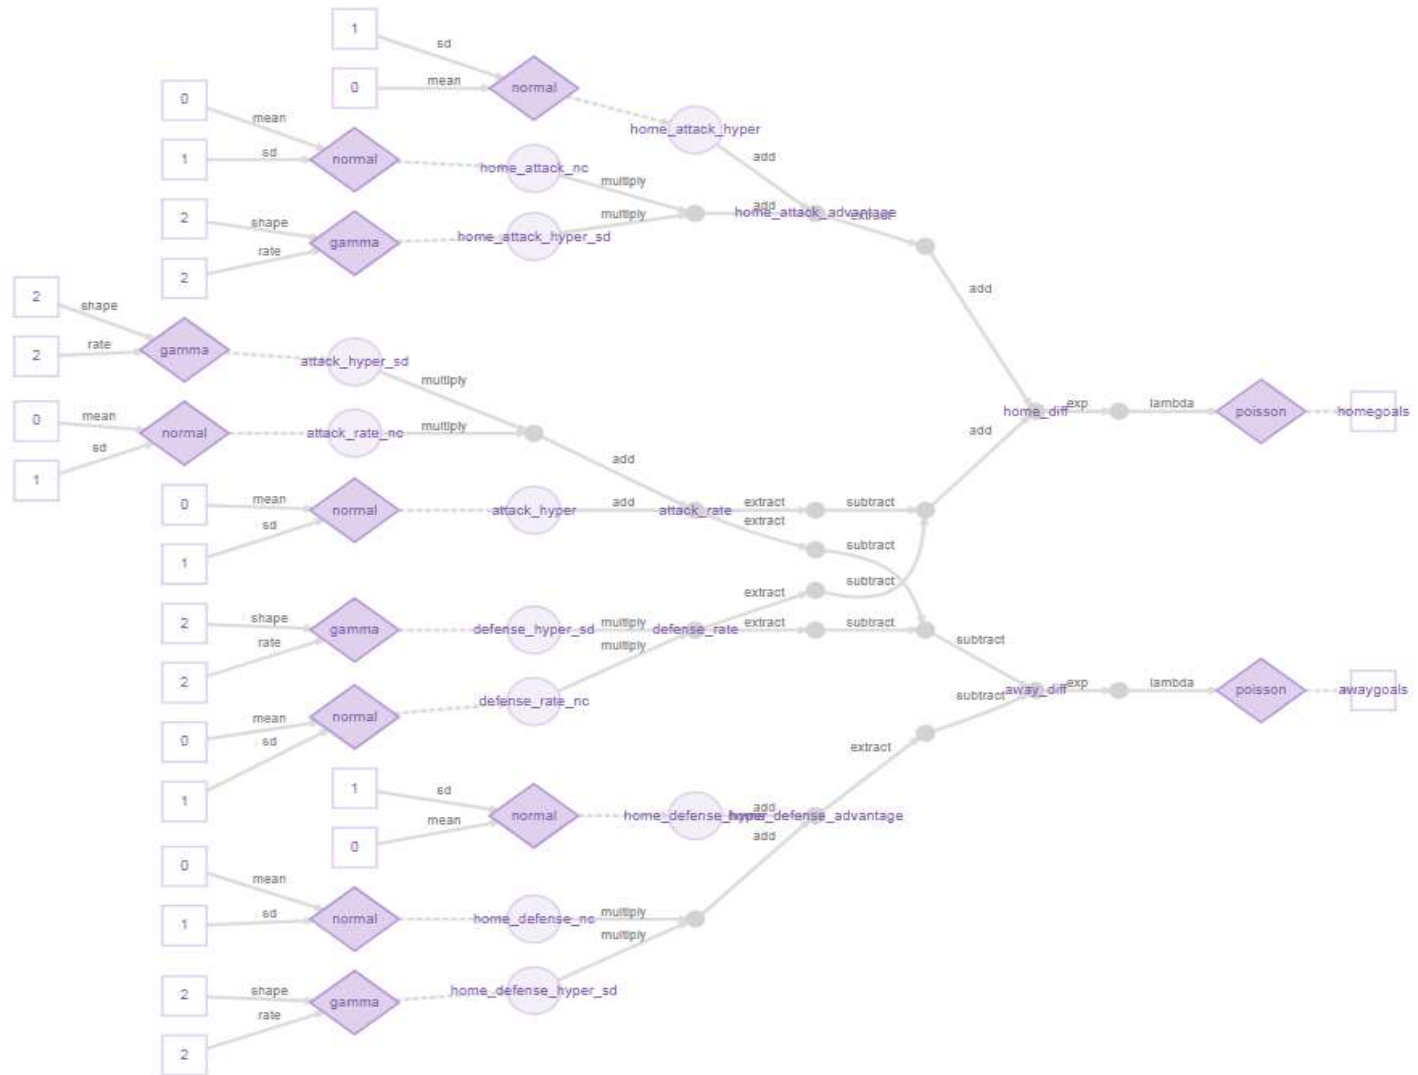 1
sd
0
mean
normal
home_attack_hyper
add
0
mean
1
sd
normal
home_attack_nc
multiply
2
shape
rate
2
gamma
home_attack_hyper_sd
multiply
add
home_attack_advantage
extract
add
2
shape
2
rate
gamma
attack_hyper_sd
multiply
0
mean
sd
1
normal
attack_rate_nc
multiply
add
home_diff
exp
lambda
poisson
homegoals
add
0
mean
sd
1
normal
attack_hyper
add
attack_rate
extract
subtract
extract
subtract
2
shape
rate
2
gamma
defense_hyper_sd
multiply
defense_rate
extract
subtract
extract
subtract
0
mean
sd
1
normal
defense_rate_nc
multiply
subtract
subtract
away_diff
exp
lambda
poisson
awaygoals
1
sd
mean
0
normal
add
add
extract
0
mean
1
sd
normal
home_defense_nc
multiply
2
shape
rate
2
gamma
home_defense_hyper_sd
multiply